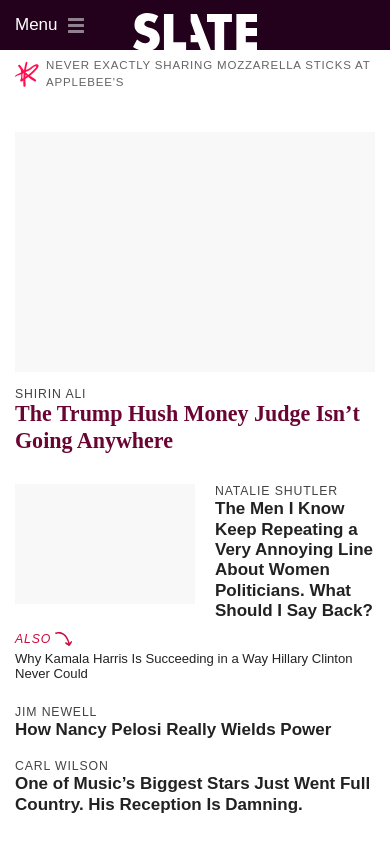 Menu
SLATE
NEVER EXACTLY SHARING MOZZARELLA STICKS AT
APPLEBEE'S
SHIRIN ALI
The Trump Hush Money Judge Isn’t
Going Anywhere
NATALIE SHUTLER
The Men I Know
Keep Repeating a
Very Annoying Line
About Women
Politicians. What
Should I Say Back?
ALSO
Why Kamala Harris Is Succeeding in a Way Hillary Clinton
Never Could
JIM NEWELL
How Nancy Pelosi Really Wields Power
CARL WILSON
One of Music’s Biggest Stars Just Went Full
Country. His Reception Is Damning.